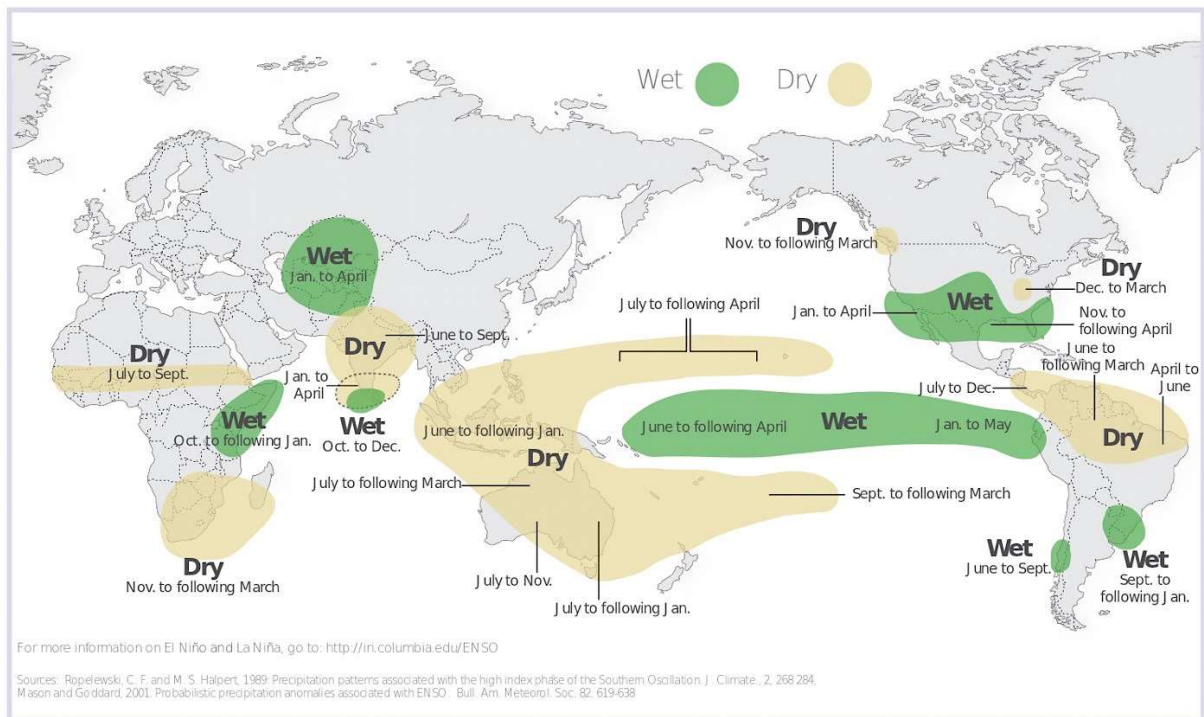 Wet
Dry
Dry
Nov. to following March
Wet
Jan. to April
Dry
Dec. to March
July to following April
Jan. to April
Wet
Nov. to
following April
June to Sept.
Dry
Dry
July to Sept.
Jan. to
April
June to
following March
April to
June
July to Dec.
Wet
Oct. to following Jan.
Wet
Oct. to Dec.
June to following Jan.
Dry
June to following April
Wet
Jan. to May
Dry
July to following March
Sept. to following March
Dry
Nov. to following March
July to Nov.
July to following Jan.
Wet
June to Sept.
Wet
Sept. to
following Jan.
For more information on El Niño and La Niña, go to: http://iri.columbia.edu/ENSO
Sources: Ropelewski, C. F. and M. S. Halpert, 1989: Precipitation patterns associated with the high index phase of the Southern Oscillation. J. Climate., 2, 268 284,
Mason and Goddard, 2001. Probabilistic precipitation anomalies associated with ENSO. Bull. Am. Meteorol. Soc. 82, 619-638